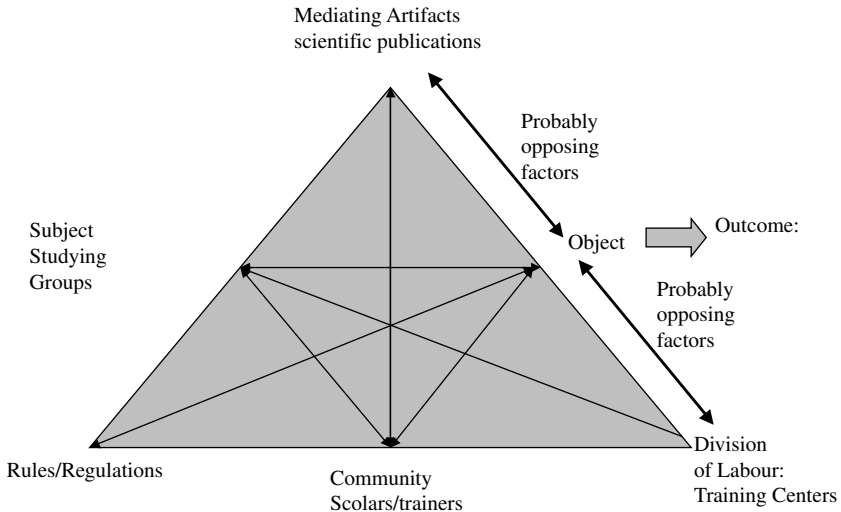 Mediating Artifacts
scientific publications
Probably
opposing
factors
Subject
Studying
Groups
Object
Outcome:
Probably
opposing
factors
Rules/Regulations
Community
Scolars/trainers
Division
of Labour:
Training Centers